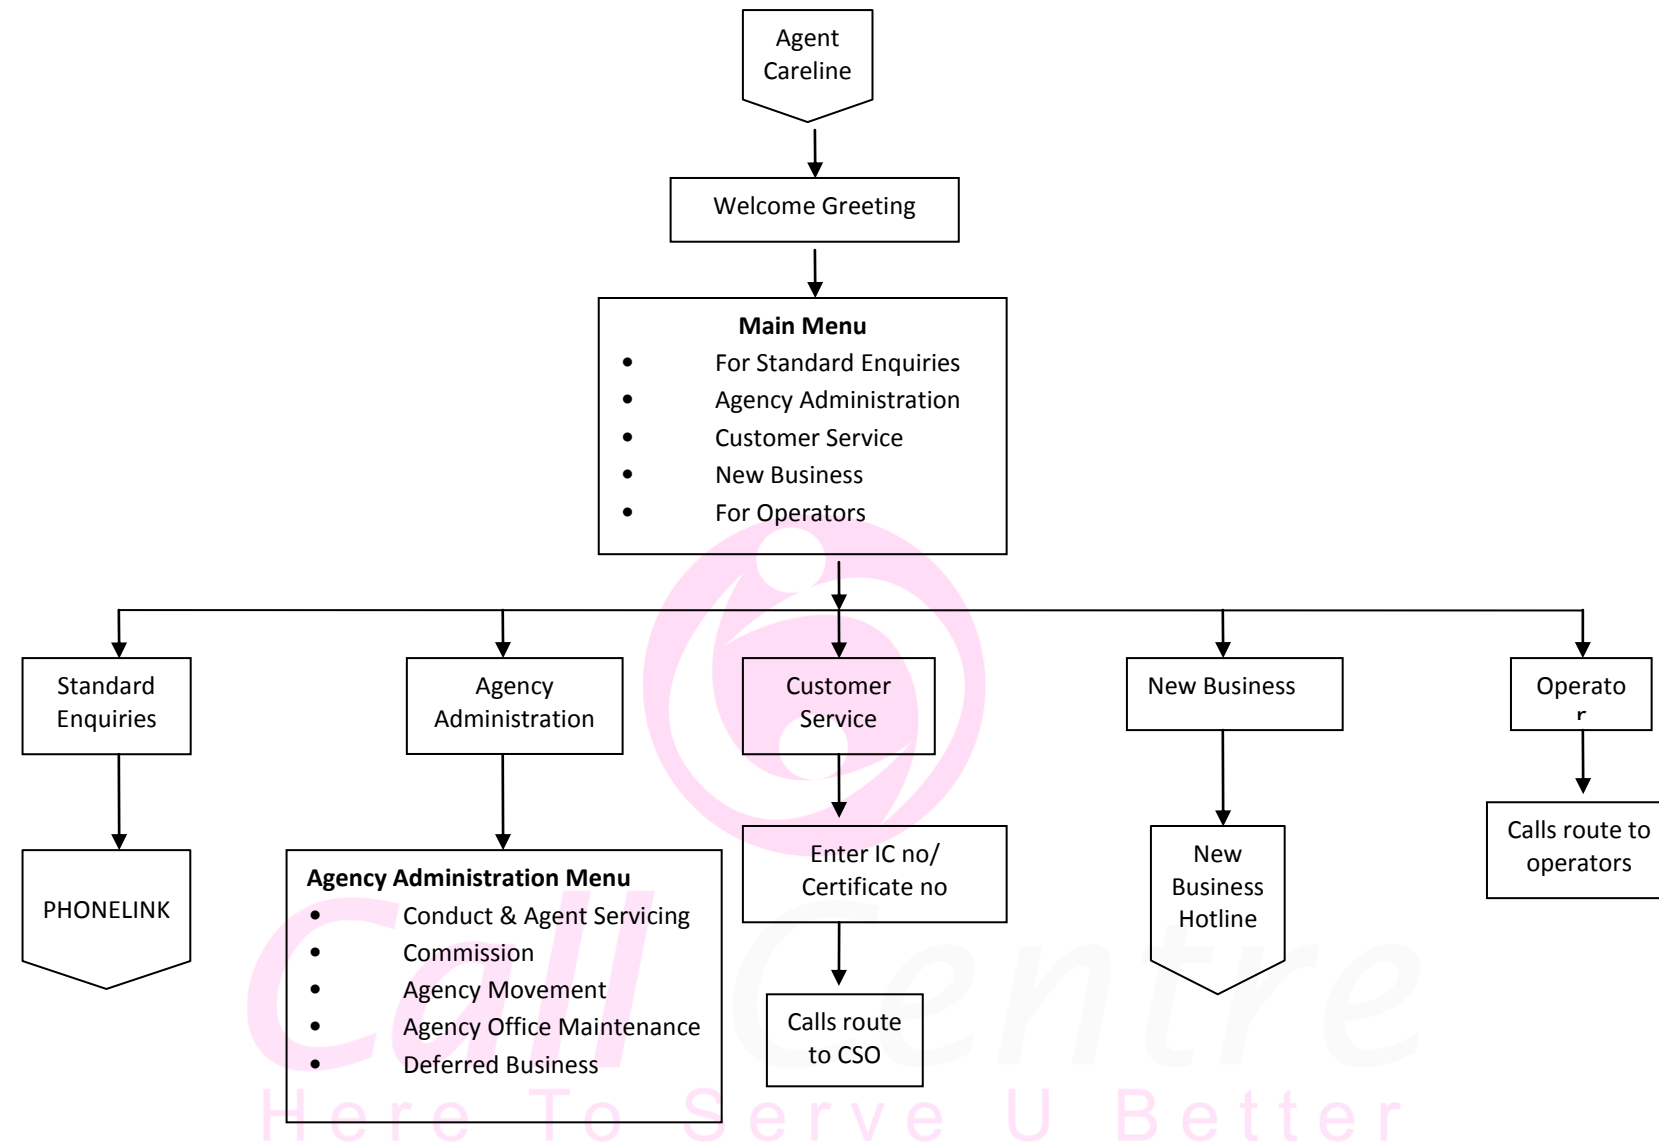 Agent
Careline
Welcome Greeting
Main Menu
• For Standard Enquiries
• Agency Administration
• Customer Service
• New Business
• For Operators
Standard
Enquiries
Agency
Administration
Customer
Service
New Business
Operato
r
PHONELINK
Agency Administration Menu
• Conduct & Agent Servicing
• Commission
• Agency Movement
• Agency Office Maintenance
• Deferred Business
Enter IC no/
Certificate no
Calls route
to CSO
New
Business
Hotline
Calls route to
operators
Call Centre
Here To Serve U Better